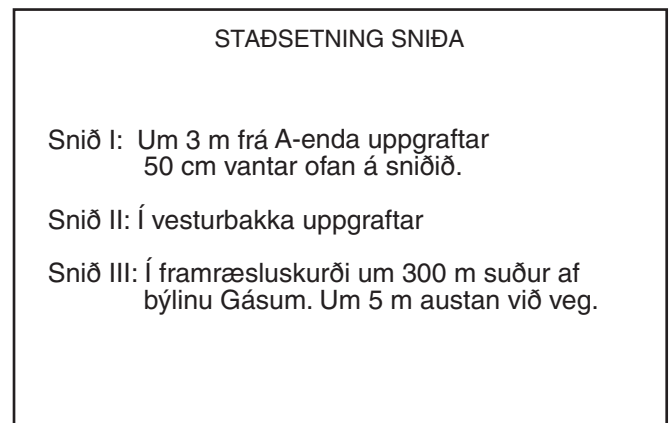 STAÐSETNING SNIÐA
Snið I: Um 3 m frá A-enda uppgraftar
50 cm vantar ofan á sniðið.
Snið II: Í vesturbakka uppgraftar
Snið III: Í framræsluskurði um 300 m suður af
býlinu Gásum. Um 5 m austan við veg.